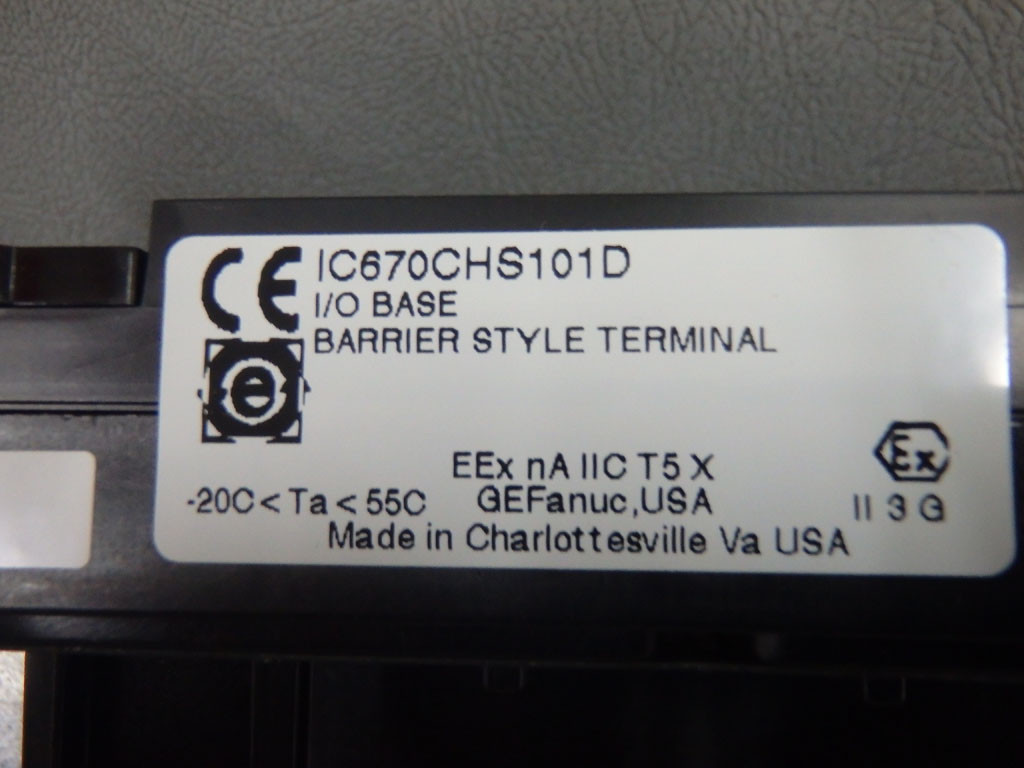 CE IC670CHS101D
I/O BASE
BARRIER STYLE TERMINAL
e
EEx nA IIC T5 X
Ex
-20C < Ta < 55C GEFanuc,USA
II 3 G
Made in Charlottesville Va USA